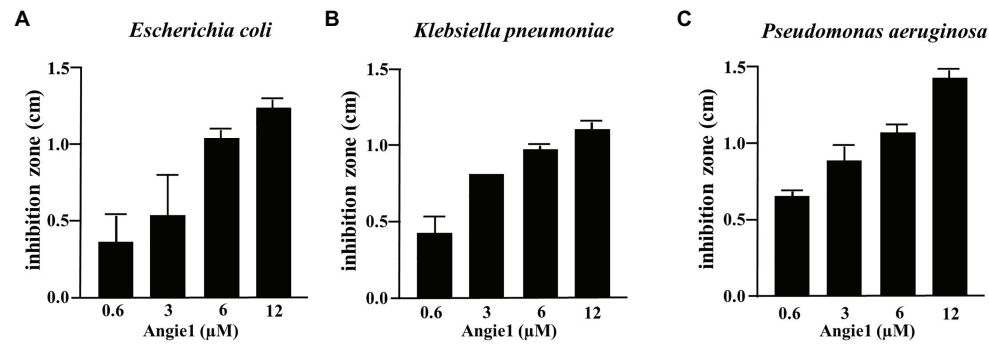 A
Escherichia coli
inhibition zone (cm)
1.5
1.0
0.5
0.0
0.6 3 6 12
Angie1 (µM)
B
Klebsiella pneumoniae
inhibition zone (cm)
1.5
1.0
0.5
0.0
0.6 3 6 12
Angie1 (µM)
C
Pseudomonas aeruginosa
inhibition zone (cm)
1.5
1.0
0.5
0.0
0.6 3 6 12
Angie1 (µM)